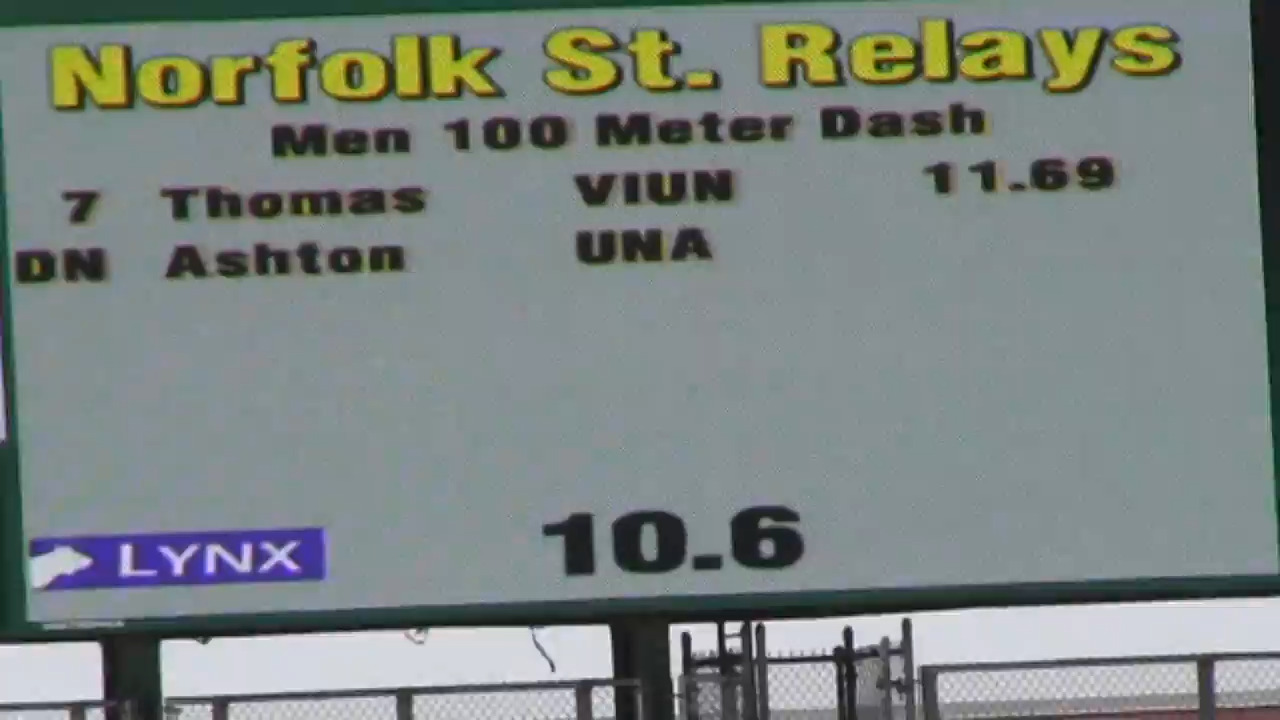 Norfolk St. Relays
Men 100 Meter Dash
7 Thomas VIUN 11.69
DN Ashton UNA
LYNX 10.6